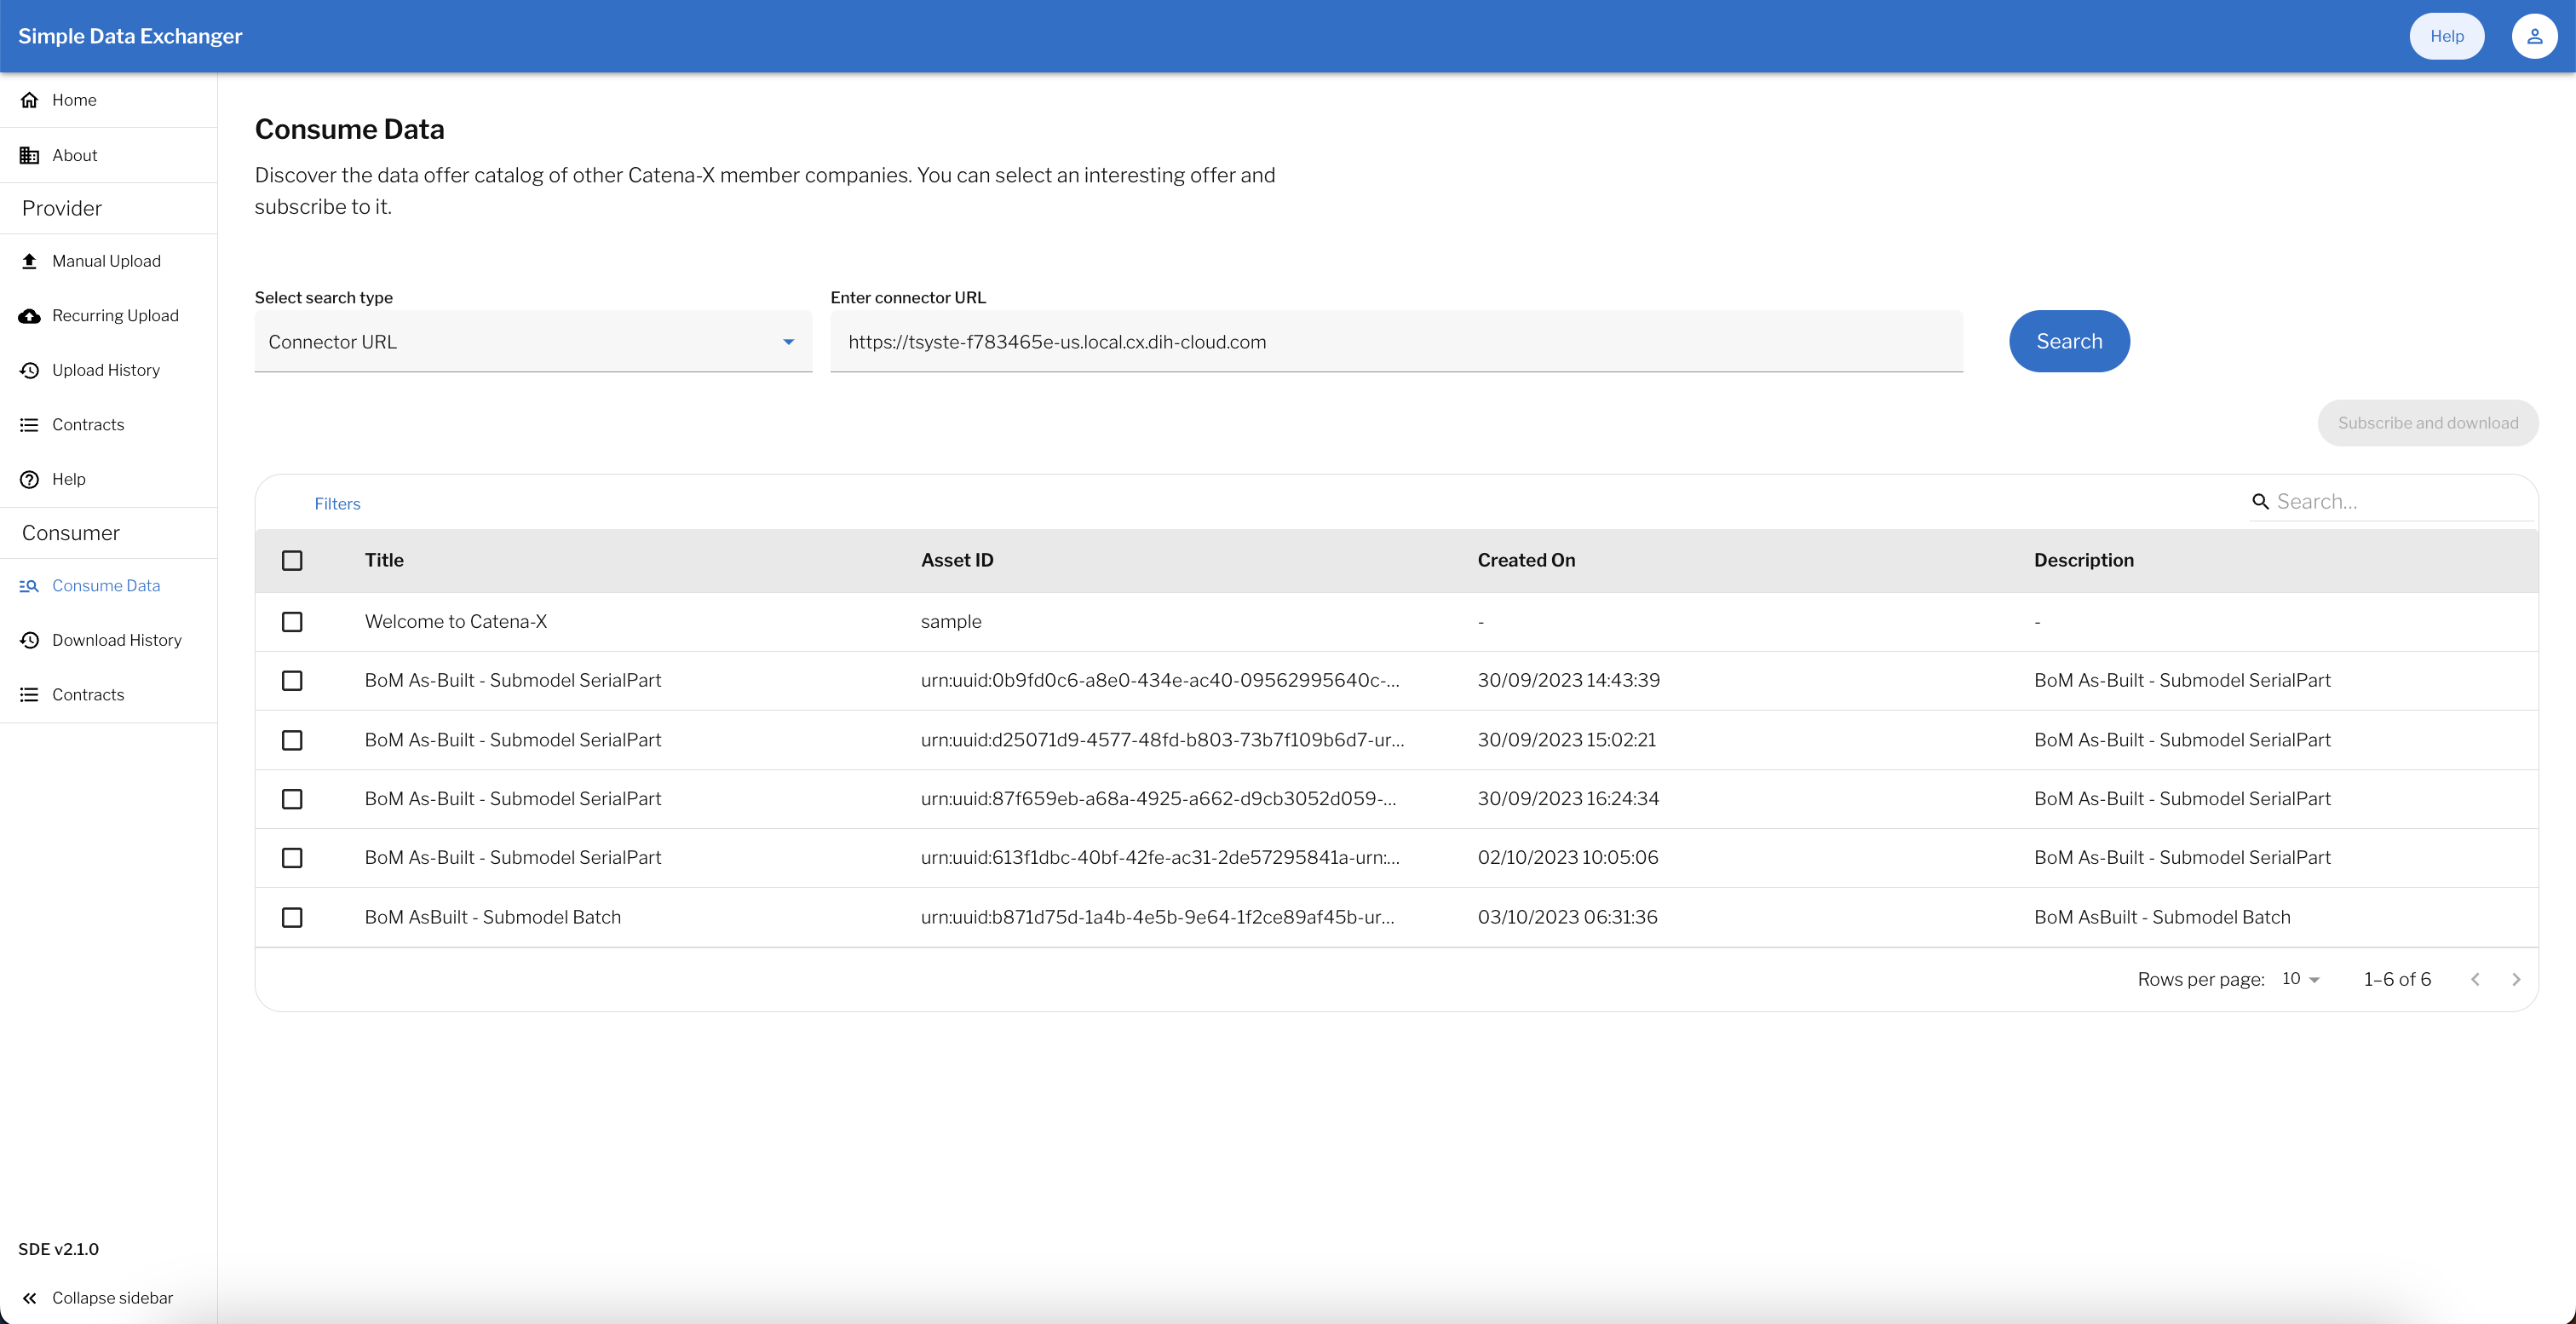 Simple Data Exchanger
Help
Home
About
Provider
Manual Upload
Recurring Upload
Upload History
Contracts
Help
Consumer
Consume Data
Download History
Contracts
SDE v2.1.0
Collapse sidebar
Consume Data
Discover the data offer catalog of other Catena-X member companies. You can select an interesting offer and
subscribe to it.
Select search type
Connector URL
Enter connector URL
https://tsyste-f783465e-us.local.cx.dih-cloud.com
Search
Subscribe and download
Filters
Search...
Title Asset ID Created On Description
Welcome to Catena-X sample - -
BoM As-Built - Submodel SerialPart urn:uuid:0b9fd0c6-a8e0-434e-ac40-09562995640c-... 30/09/2023 14:43:39 BoM As-Built - Submodel SerialPart
BoM As-Built - Submodel SerialPart urn:uuid:d25071d9-4577-48fd-b803-73b7f109b6d7-ur... 30/09/2023 15:02:21 BoM As-Built - Submodel SerialPart
BoM As-Built - Submodel SerialPart urn:uuid:87f659eb-a68a-4925-a662-d9cb3052d059-... 30/09/2023 16:24:34 BoM As-Built - Submodel SerialPart
BoM As-Built - Submodel SerialPart urn:uuid:613f1dbc-40bf-42fe-ac31-2de57295841a-urn:... 02/10/2023 10:05:06 BoM As-Built - Submodel SerialPart
BoM AsBuilt - Submodel Batch urn:uuid:b871d75d-1a4b-4e5b-9e64-1f2ce89af45b-ur... 03/10/2023 06:31:36 BoM AsBuilt - Submodel Batch
Rows per page: 10 1–6 of 6